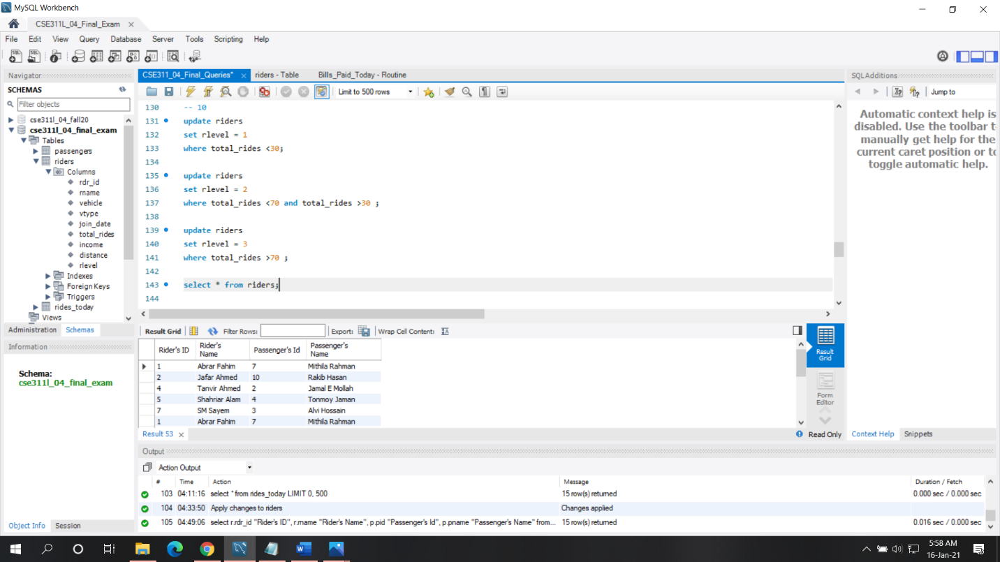 MySQL Workbench
CSE311L_04_Final_Exam
File Edit View Query Database Server Tools Scripting Help
Navigator
SCHEMAS
Filter objects
cse311l_04_fall20
cse311l_04_final_exam
Tables
passengers
riders
Columns
rdr_id
rname
vehicle
vtype
join_date
total_rides
income
distance
rlevel
Indexes
Foreign Keys
Triggers
rides_today
Views
Administration Schemas
Information
Schema:
cse311l_04_final_exam
Object Info Session
CSE311_04_Final_Queries* riders - Table Bills_Paid_Today - Routine
Limit to 500 rows
130 -- 10
131 update riders
132 set rlevel = 1
133 where total_rides <30;
134
135 update riders
136 set rlevel = 2
137 where total_rides <70 and total_rides >30 ;
138
139 update riders
140 set rlevel = 3
141 where total_rides >70 ;
142
143 select * from riders;
144
Result Grid Filter Rows: Export: Wrap Cell Content:
Rider's ID Rider's Name Passenger's Id Passenger's Name
1 Abrar Fahim 7 Mithila Rahman
2 Jafar Ahmed 10 Rakib Hasan
4 Tanvir Ahmed 2 Jamal E Mollah
5 Shahriar Alam 4 Tonmoy Jaman
7 SM Sayem 3 Alvi Hossain
1 Abrar Fahim 7 Mithila Rahman
Result Grid
Form Editor
Result 53 Read Only
SQLAdditions
Jump to
Automatic context help is
disabled. Use the toolbar t
manually get help for the
current caret position or to
toggle automatic help.
Context Help Snippets
Output
Action Output
# Time Action Message Duration / Fetch
103 04:11:16 select * from rides_today LIMIT 0, 500 15 row(s) returned 0.000 sec / 0.000 sec
104 04:33:50 Apply changes to riders Changes applied
105 04:49:06 select r.rdr_id "Rider's ID", r.rname "Rider's Name", p.pid "Passenger's Id", p.pname "Passenger's Name" from... 15 row(s) returned 0.016 sec / 0.000 sec
5:58 AM
16-Jan-21